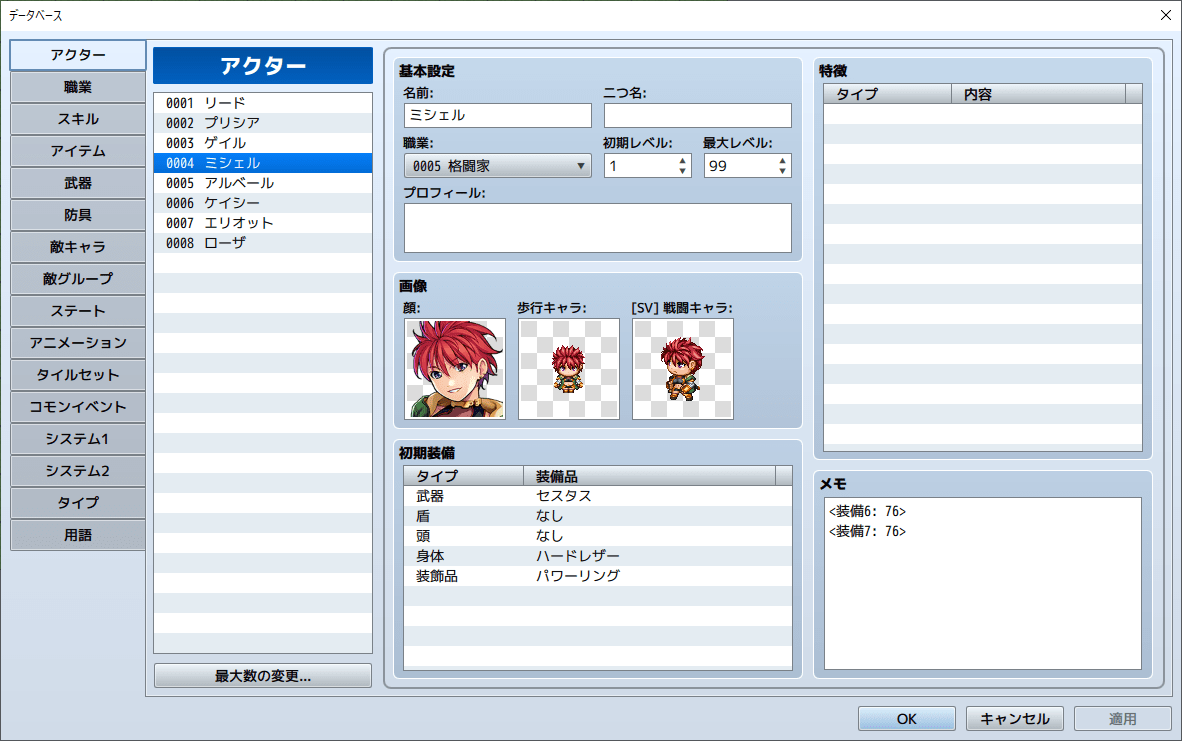 データベース
アクター
職業
スキル
アイテム
武器
防具
敵キャラ
敵グループ
ステート
アニメーション
タイルセット
コモンイベント
システム1
システム2
タイプ
用語
アクター
0001 リード
0002 プリシア
0003 ゲイル
0004 ミシェル
0005 アルベール
0006 ケイシー
0007 エリオット
0008 ローザ
最大数の変更...
基本設定
名前: 二つ名:
ミシェル
職業: 初期レベル: 最大レベル:
0005 格闘家 1 99
プロフィール:
画像
顔: 歩行キャラ: [SV] 戦闘キャラ:
初期装備
タイプ 装備品
武器 セスタス
盾 なし
頭 なし
身体 ハードレザー
装飾品 パワーリング
特徴
タイプ 内容
メモ
<装備6: 76>
<装備7: 76>
OK キャンセル 適用